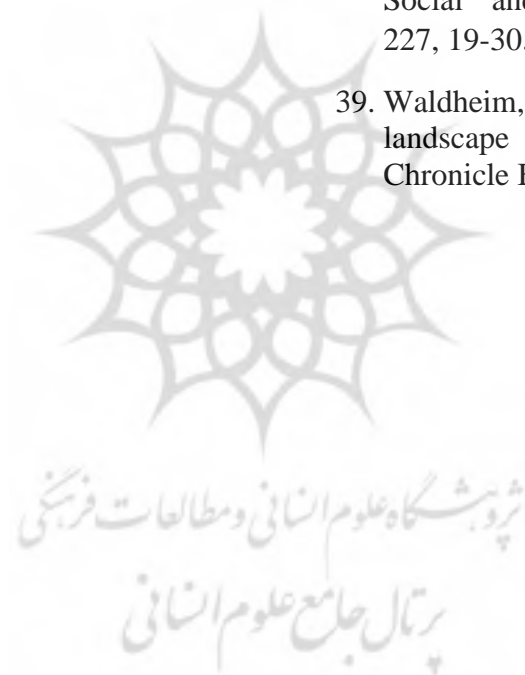 Social and
227, 19-30.
39. Waldheim,
landscape
Chronicle
پژوهشگاه علوم انسانی و مطالعات فرهنگی
پرتال جامع علوم انسانی